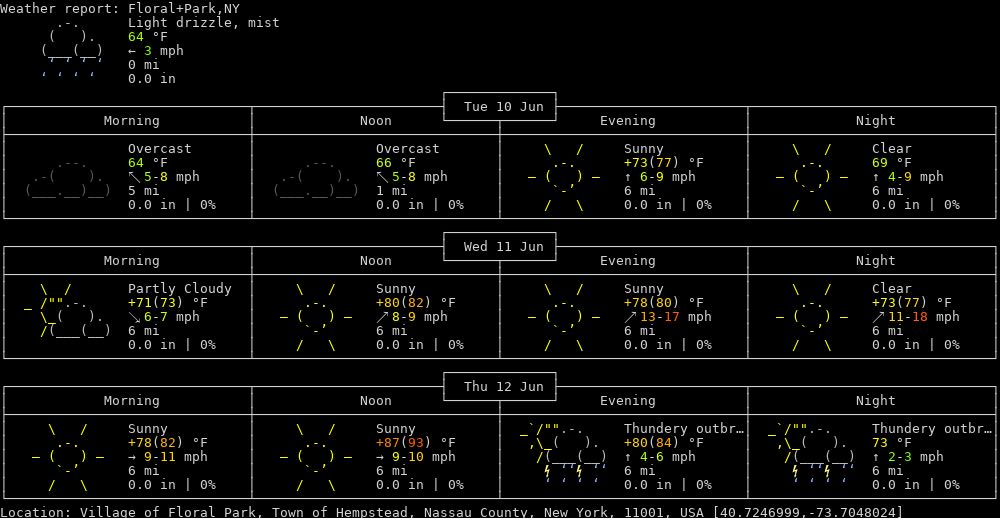 Weather report: Floral+Park,NY
Light drizzle, mist
64 °F
← 3 mph
0 mi
0.0 in
Tue 10 Jun
Morning Noon Evening Night
Overcast Overcast Sunny Clear
64 °F 66 °F +73(77) °F 69 °F
↖ 5-8 mph ↖ 5-8 mph ↑ 6-9 mph ↑ 4-9 mph
5 mi 1 mi 6 mi 6 mi
0.0 in | 0% 0.0 in | 0% 0.0 in | 0% 0.0 in | 0%
Wed 11 Jun
Morning Noon Evening Night
Partly Cloudy Sunny Sunny Clear
+71(73) °F +80(82) °F +78(80) °F +73(77) °F
↘ 6-7 mph ↗ 8-9 mph ↗ 13-17 mph ↗ 11-18 mph
6 mi 6 mi 6 mi 6 mi
0.0 in | 0% 0.0 in | 0% 0.0 in | 0% 0.0 in | 0%
Thu 12 Jun
Morning Noon Evening Night
Sunny Sunny Thundery outbr… Thundery outbr…
+78(82) °F +87(93) °F +80(84) °F 73 °F
→ 9-11 mph → 9-10 mph ↑ 4-6 mph ↑ 2-3 mph
6 mi 6 mi 6 mi 6 mi
0.0 in | 0% 0.0 in | 0% 0.0 in | 0% 0.0 in | 0%
Location: Village of Floral Park, Town of Hempstead, Nassau County, New York, 11001, USA [40.7246999,-73.7048024]